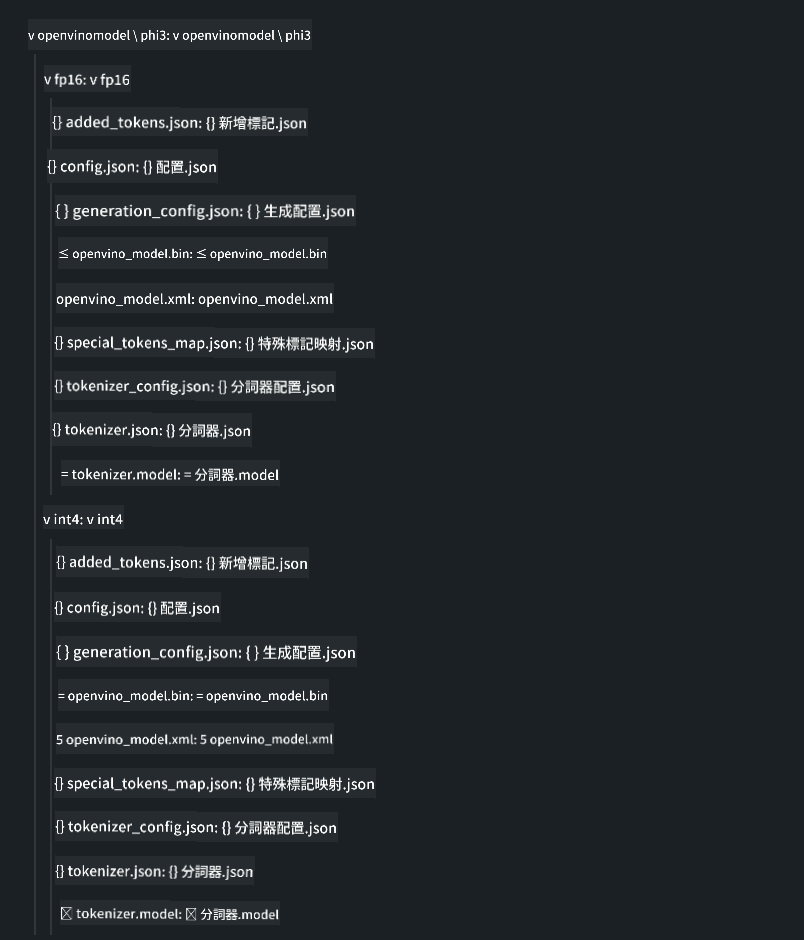 v openvinomodel \ phi3: v openvinomodel \ phi3
v fp16: v fp16
{} added_tokens.json: {} 新增標記.json
{} config.json: {} 配置.json
{ } generation_config.json: { } 生成配置.json
≤ openvino_model.bin: ≤ openvino_model.bin
openvino_model.xml: openvino_model.xml
{} special_tokens_map.json: {} 特殊標記映射.json
{} tokenizer_config.json: {} 分詞器配置.json
{} tokenizer.json: {} 分詞器.json
= tokenizer.model: = 分詞器.model
v int4: v int4
{} added_tokens.json: {} 新增標記.json
{} config.json: {} 配置.json
{ } generation_config.json: { } 生成配置.json
= openvino_model.bin: = openvino_model.bin
5 openvino_model.xml: 5 openvino_model.xml
{} special_tokens_map.json: {} 特殊標記映射.json
{} tokenizer_config.json: {} 分詞器配置.json
{} tokenizer.json: {} 分詞器.json
tokenizer.model: 分詞器.model